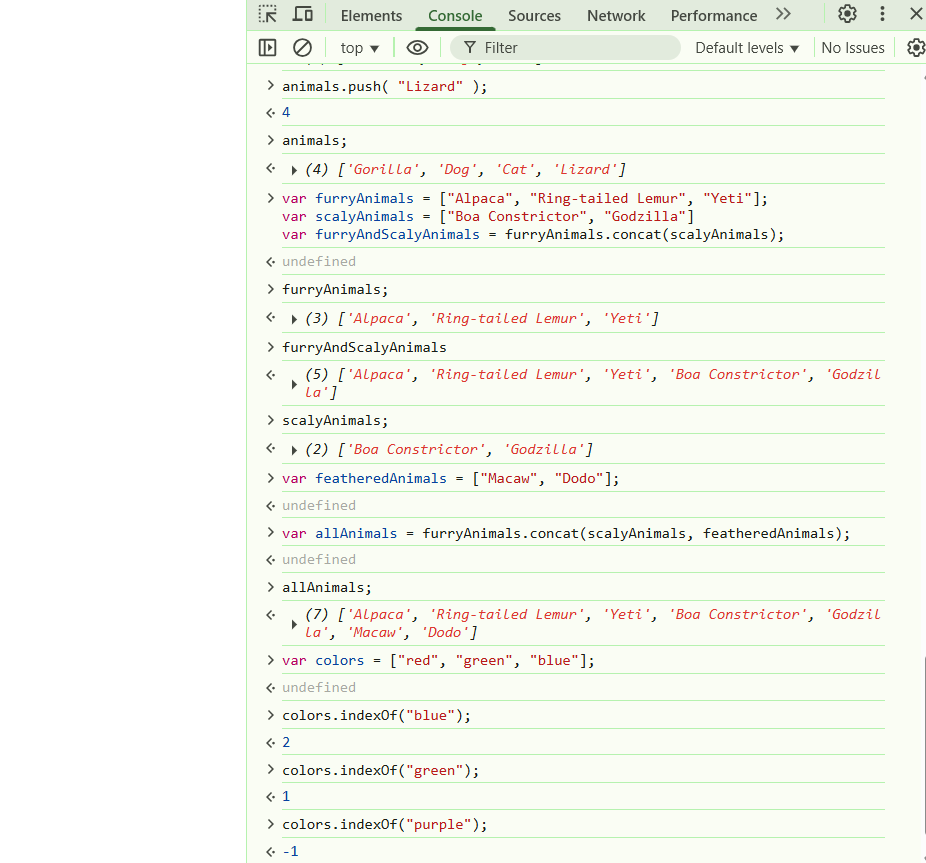 Elements Console Sources Network Performance
top Filter Default levels No Issues
animals.push( "Lizard" );
4
animals;
(4) ['Gorilla', 'Dog', 'Cat', 'Lizard']
var furryAnimals = ["Alpaca", "Ring-tailed Lemur", "Yeti"];
var scalyAnimals = ["Boa Constrictor", "Godzilla"]
var furryAndScalyAnimals = furryAnimals.concat(scalyAnimals);
undefined
furryAnimals;
(3) ['Alpaca', 'Ring-tailed Lemur', 'Yeti']
furryAndScalyAnimals
(5) ['Alpaca', 'Ring-tailed Lemur', 'Yeti', 'Boa Constrictor', 'Godzil
la']
scalyAnimals;
(2) ['Boa Constrictor', 'Godzilla']
var featheredAnimals = ["Macaw", "Dodo"];
undefined
var allAnimals = furryAnimals.concat(scalyAnimals, featheredAnimals);
undefined
allAnimals;
(7) ['Alpaca', 'Ring-tailed Lemur', 'Yeti', 'Boa Constrictor', 'Godzil
la', 'Macaw', 'Dodo']
var colors = ["red", "green", "blue"];
undefined
colors.indexOf("blue");
2
colors.indexOf("green");
1
colors.indexOf("purple");
-1